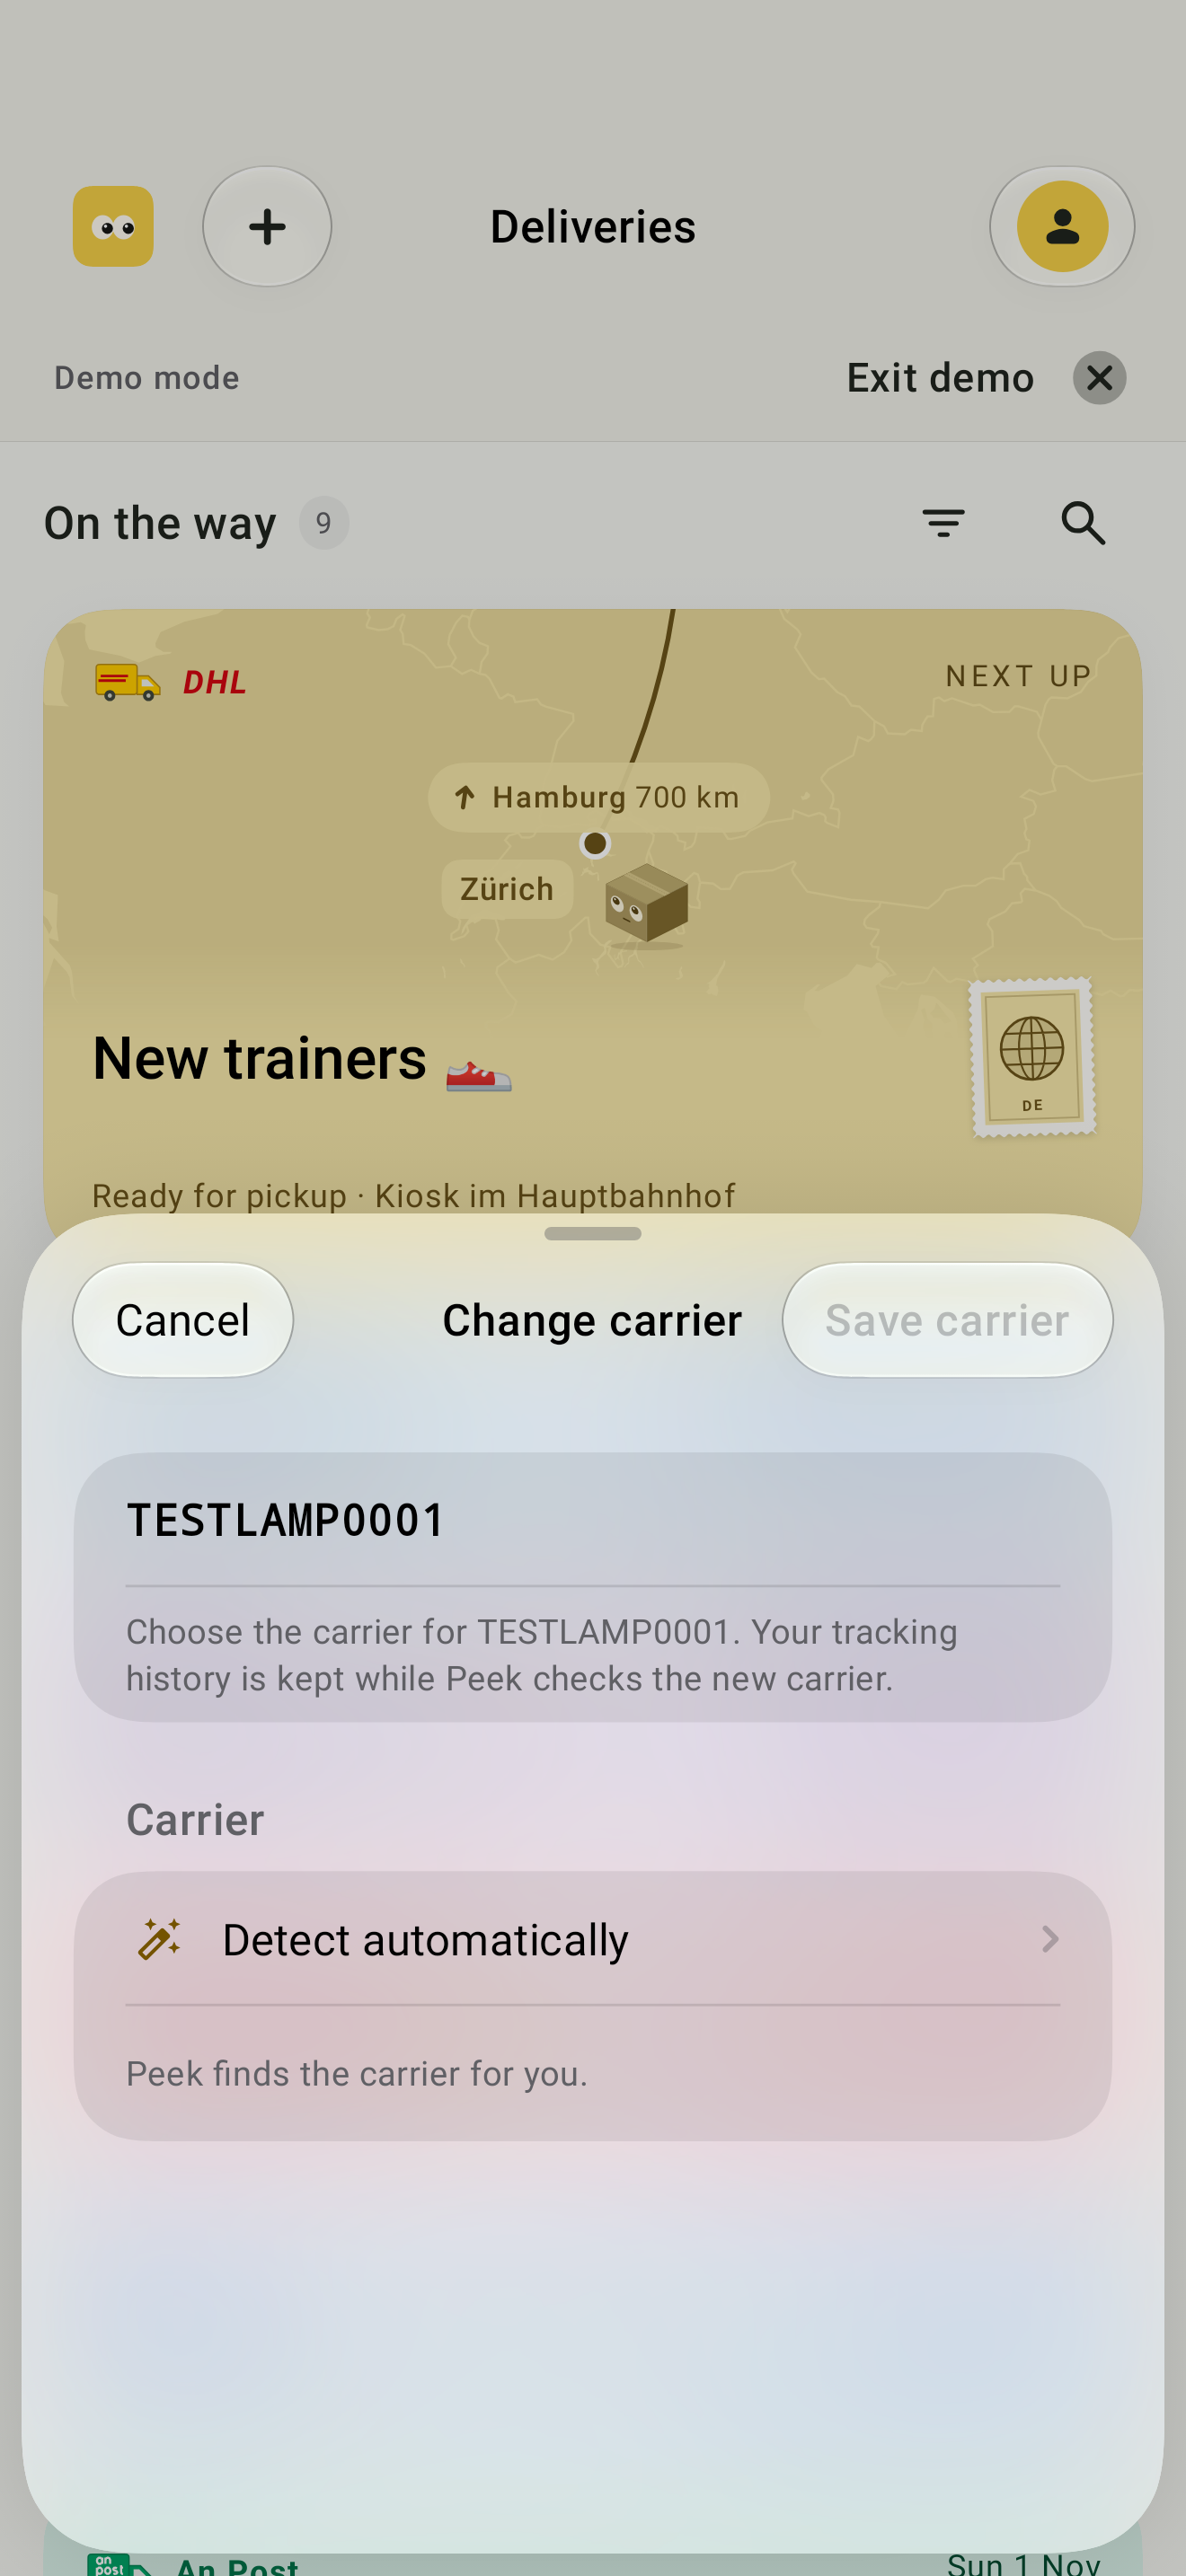 Deliveries
Demo mode
Exit demo
On the way 9
DHL
NEXT UP
Hamburg 700 km
Zürich
New trainers
DE
Ready for pickup · Kiosk im Hauptbahnhof
Cancel
Change carrier
Save carrier
TESTLAMP0001
Choose the carrier for TESTLAMP0001. Your tracking
history is kept while Peek checks the new carrier.
Carrier
Detect automatically
Peek finds the carrier for you.
an
post
An Post
Sun 1 Nov